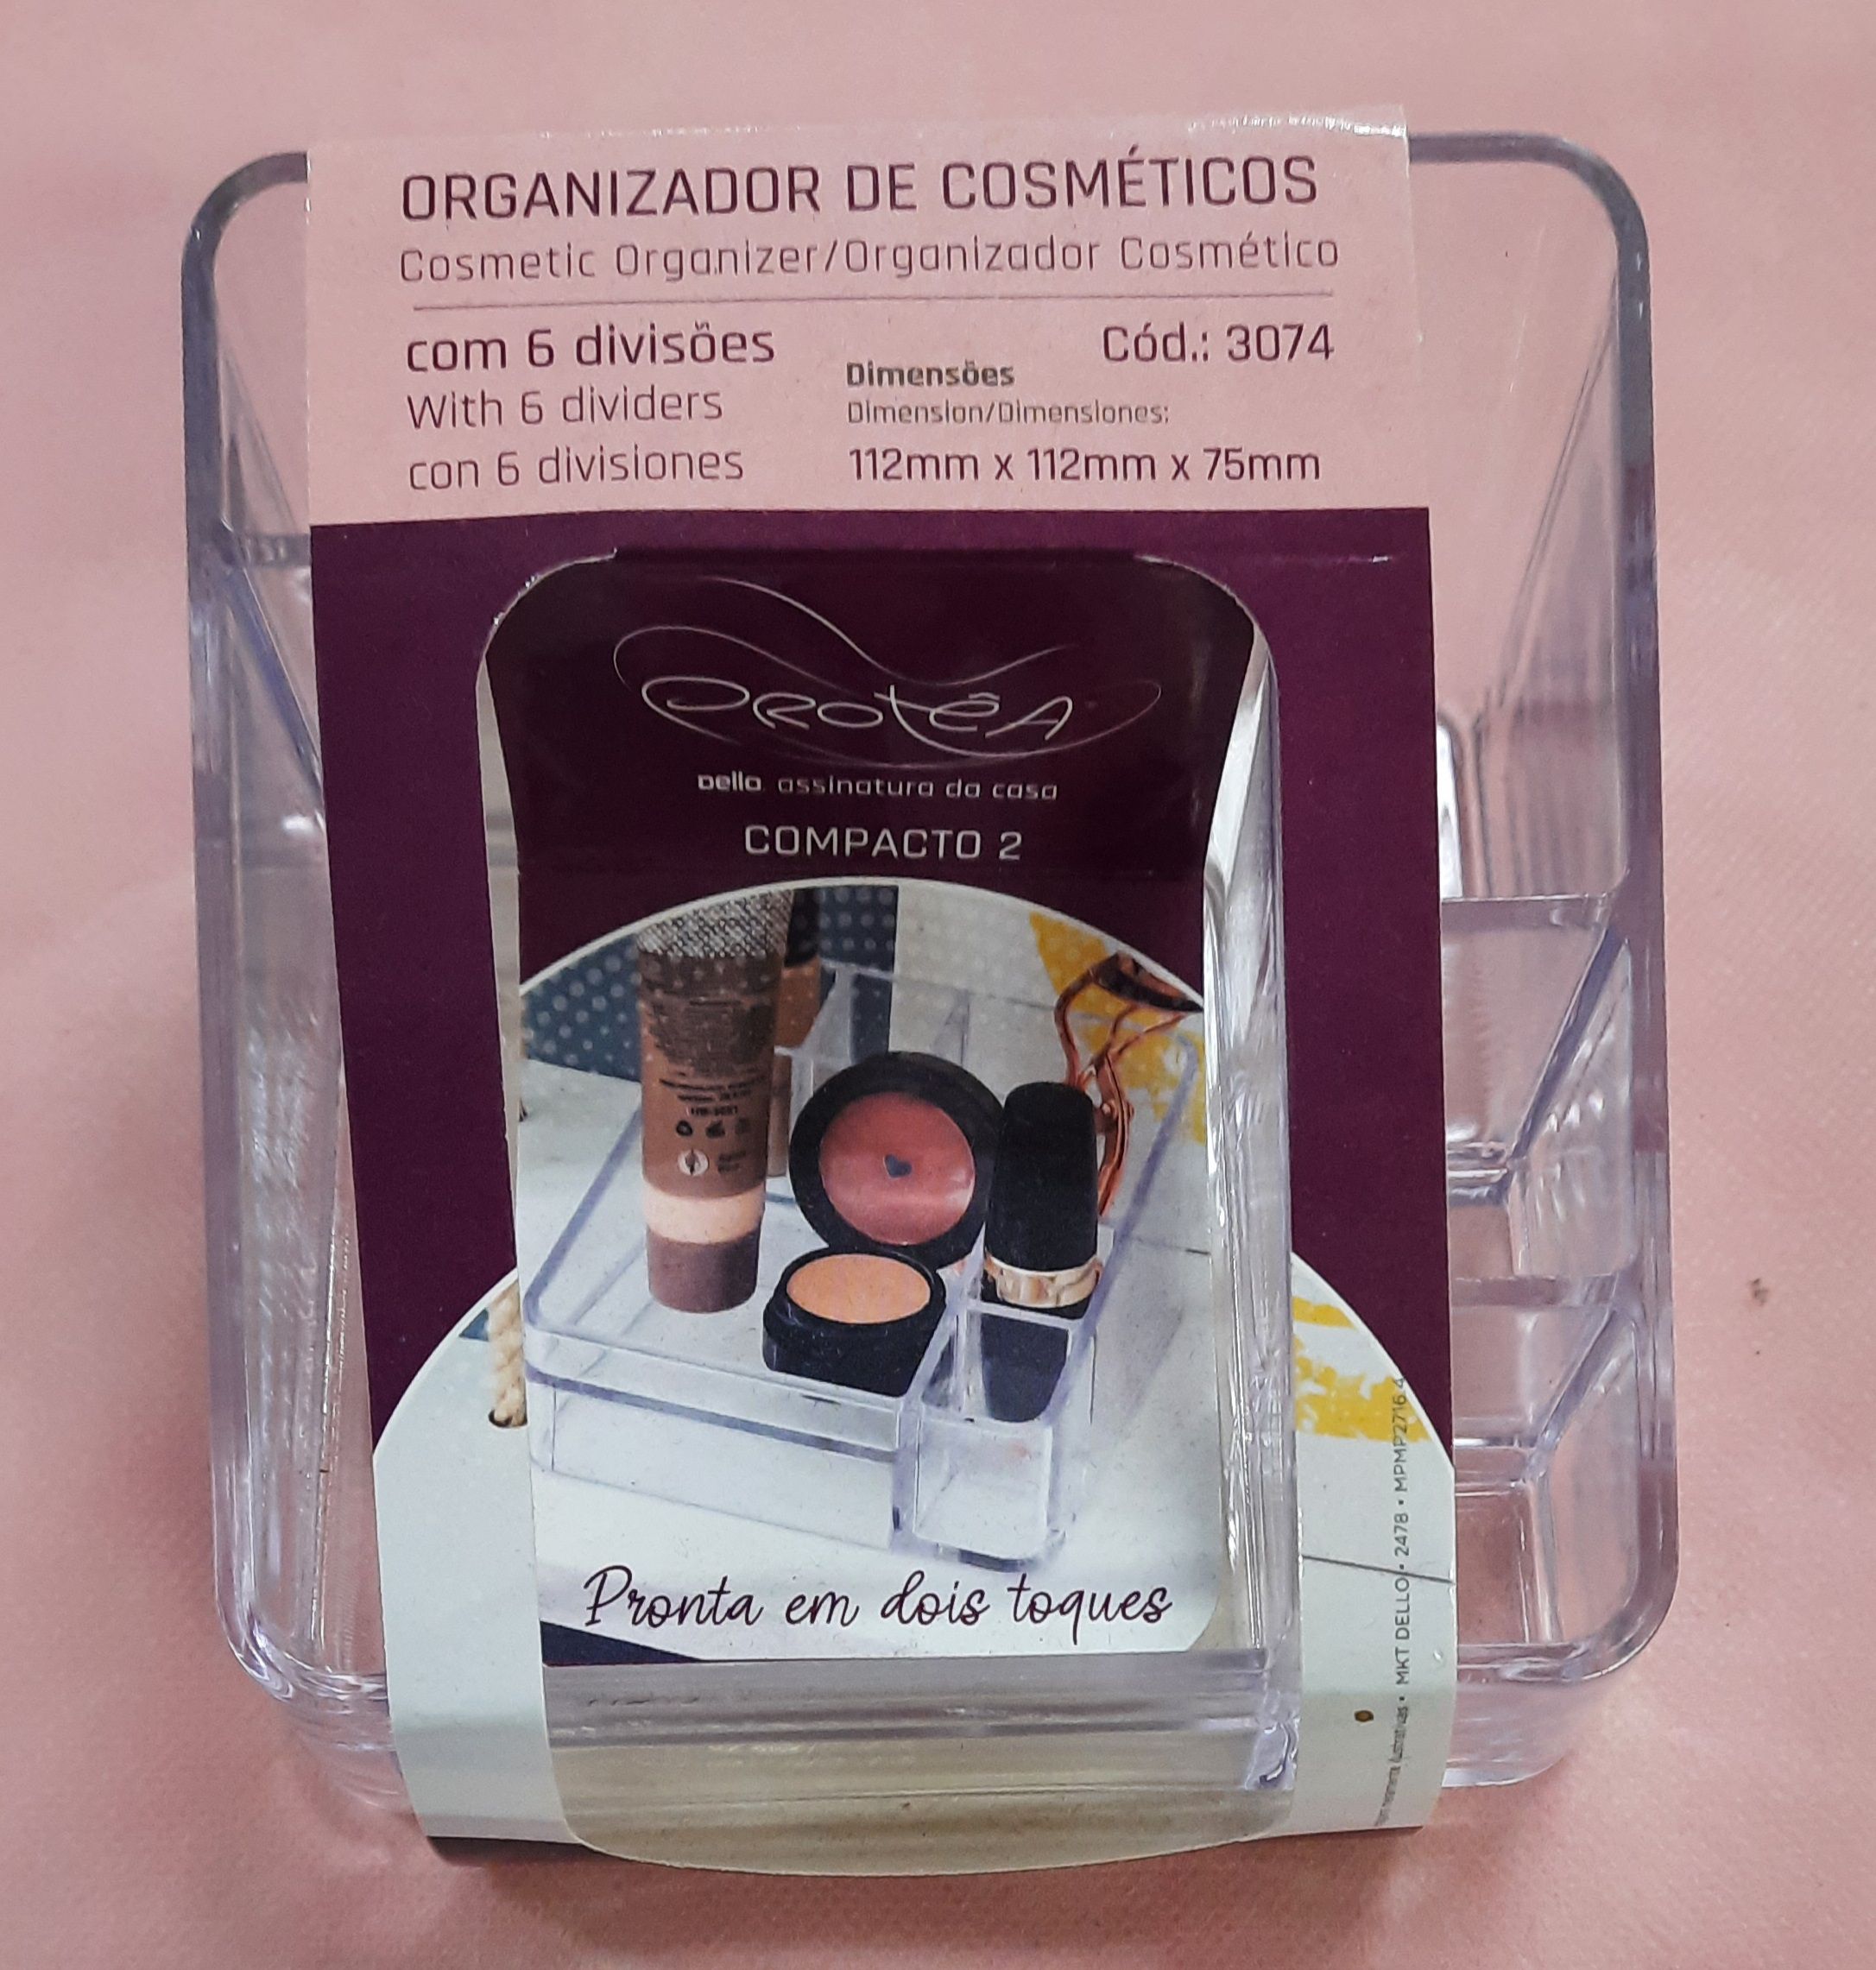 ORGANIZADOR DE COSMÉTICOS
Cosmetic Organizer/Organizador Cosmético
com 6 divisões
With 6 dividers
con 6 divisiones
Cód.: 3074
Dimensões
Dimension/Dimensiones:
112mm x 112mm x 75mm
PROTÊA
Dello assinatura da casa
COMPACTO 2
Pronta em dois toques
ilustrativas • MKT DELLO • 2478 • MPMP2716.4